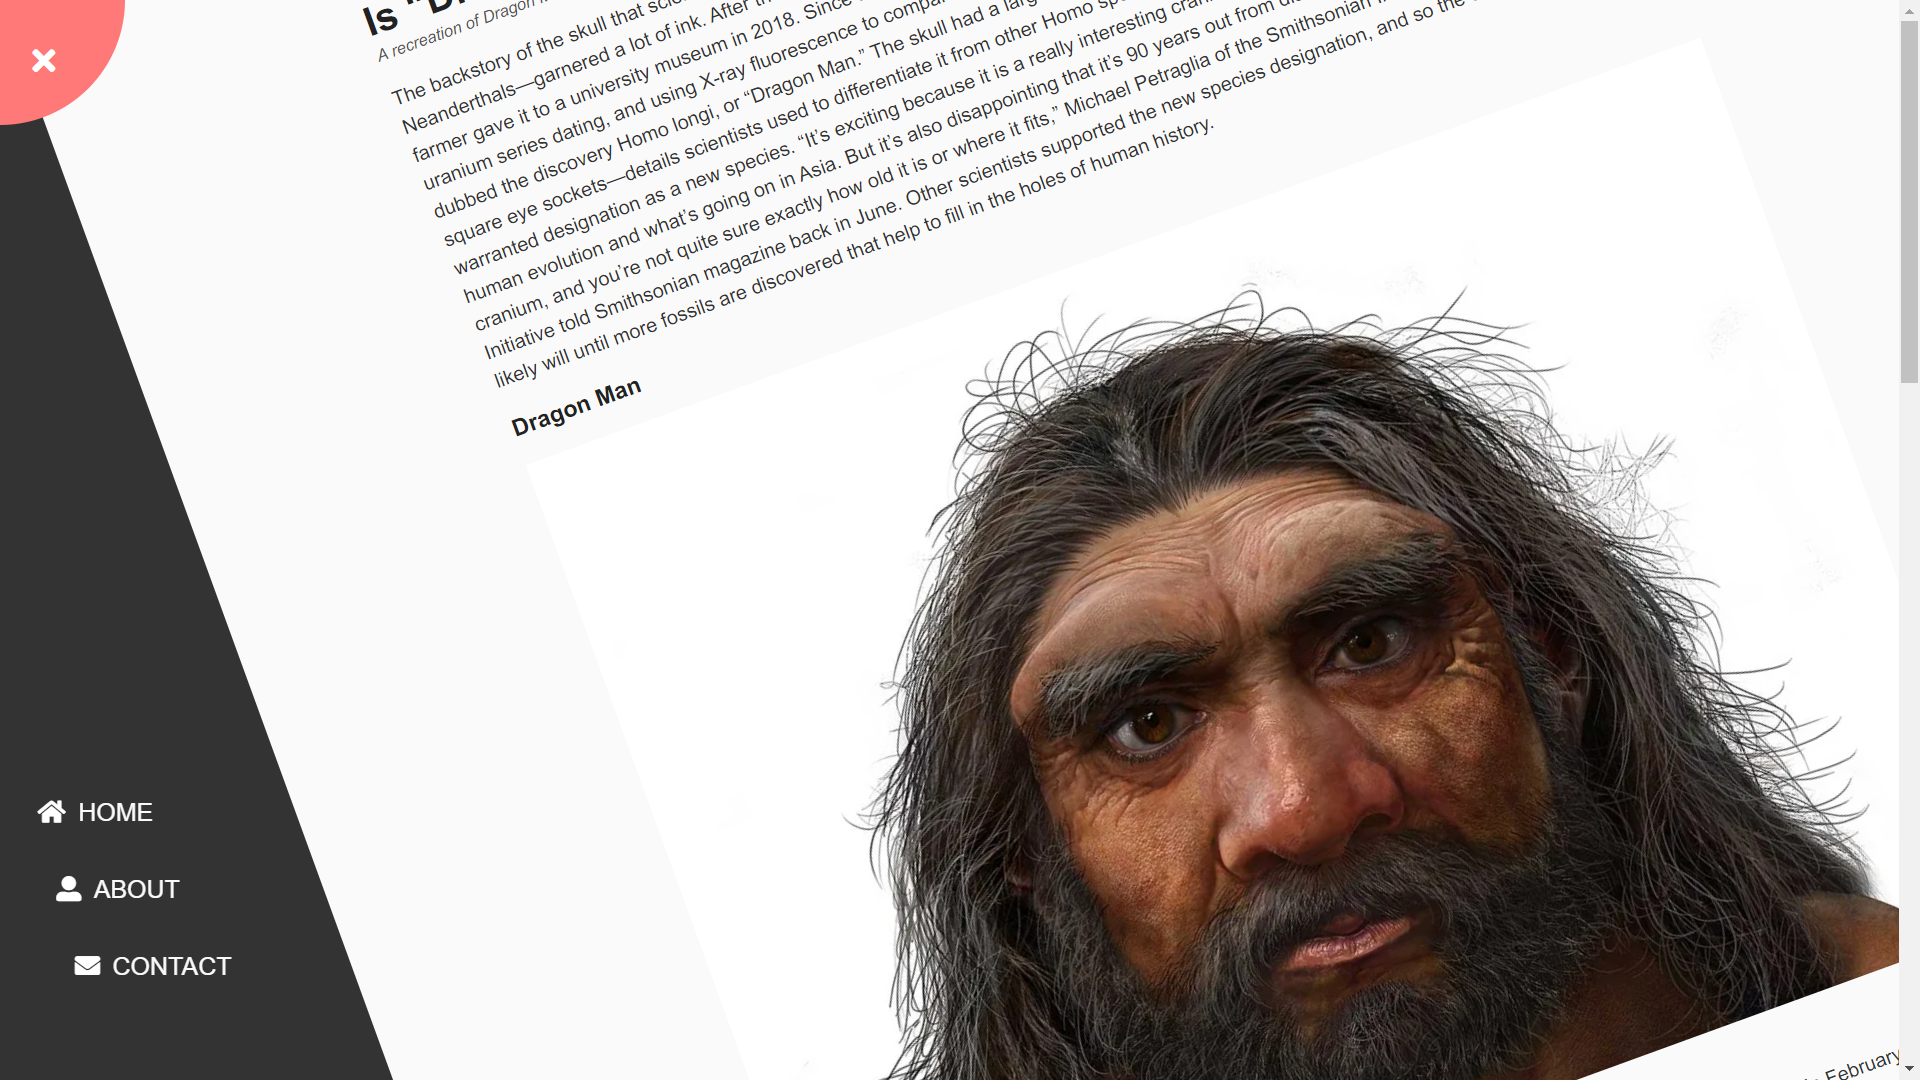 Is "D
A recreation of Dragon
The backstory of the skull that
Neanderthals—garnered a lot of ink. After
farmer gave it to a university museum in 2018. Since
uranium series dating, and using X-ray fluorescence to
dubbed the discovery Homo longi, or “Dragon Man.” The skull had a
square eye sockets—details scientists used to differentiate it from other Homo
warranted designation as a new species. “It’s exciting because it is a really interesting
human evolution and what’s going on in Asia. But it’s also disappointing that it’s 90 years out from
cranium, and you’re not quite sure exactly how old it is or where it fits,” Michael Petraglia of the Smithsonian
Initiative told Smithsonian magazine back in June. Other scientists supported the new species designation, and so the
likely will until more fossils are discovered that help to fill in the holes of human history.
Dragon Man
HOME
ABOUT
CONTACT
February